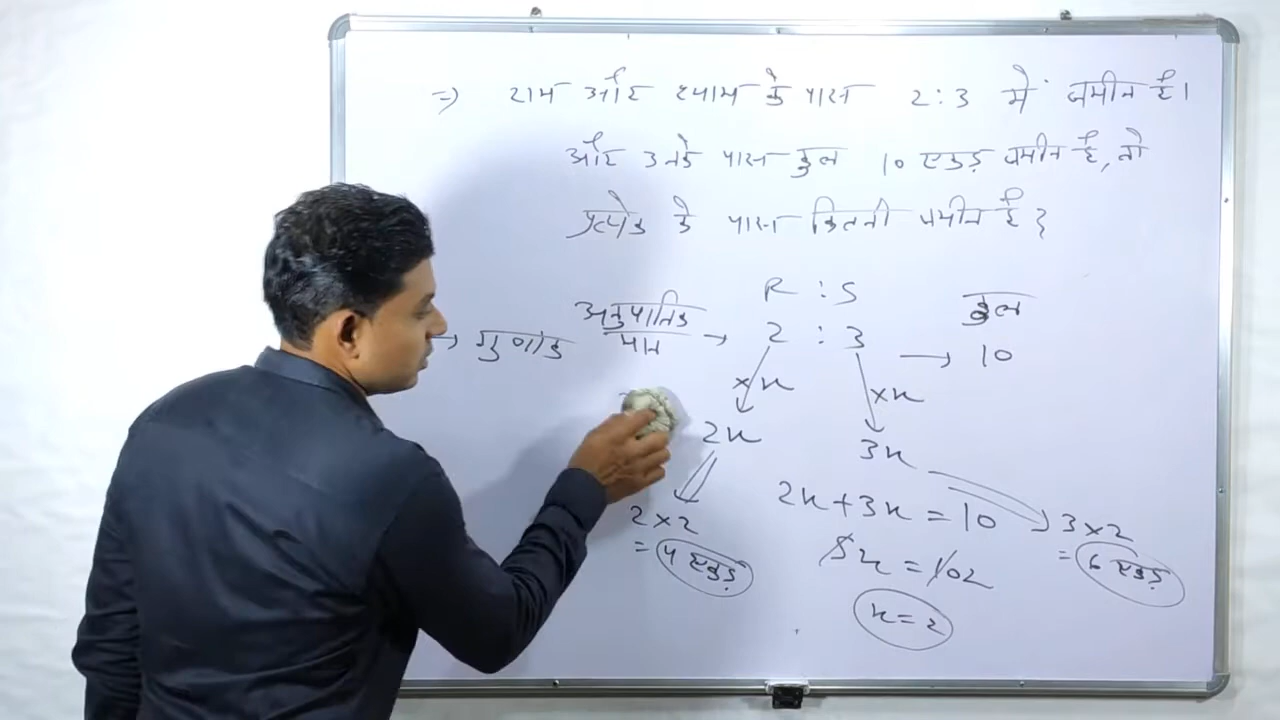 => राम और श्याम के पास 2:3 में जमीन है।
और उनके पास कुल 10 एकड़ जमीन है, तो
प्रत्येक के पास कितनी जमीन है?
R : S
कुल
→ गुणांक
अनुपातिक
मान
→ 2 : 3 → 10
×x ×x
2x 3x
2x+3x=10
2×2 3×2
=4 एकड़ =6 एकड़
5x=10 2
x=2